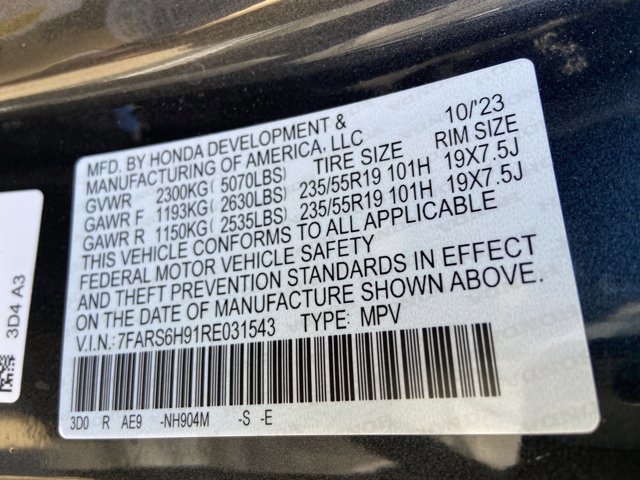 10/'23
MFD. BY HONDA DEVELOPMENT &
MANUFACTURING OF AMERICA, LLC TIRE SIZE RIM SIZE
GVWR 2300KG ( 5070LBS)
GAWR F 1193KG ( 2630LBS) 235/55R19 101H 19X7.5J
GAWR R 1150KG ( 2535LBS) 235/55R19 101H 19X7.5J
THIS VEHICLE CONFORMS TO ALL APPLICABLE
FEDERAL MOTOR VEHICLE SAFETY
AND THEFT PREVENTION STANDARDS IN EFFECT
ON THE DATE OF MANUFACTURE SHOWN ABOVE.
V.I.N.: 7FARS6H91RE031543 TYPE: MPV
3D0 R AE9 -NH904M -S -E
3D4 A3